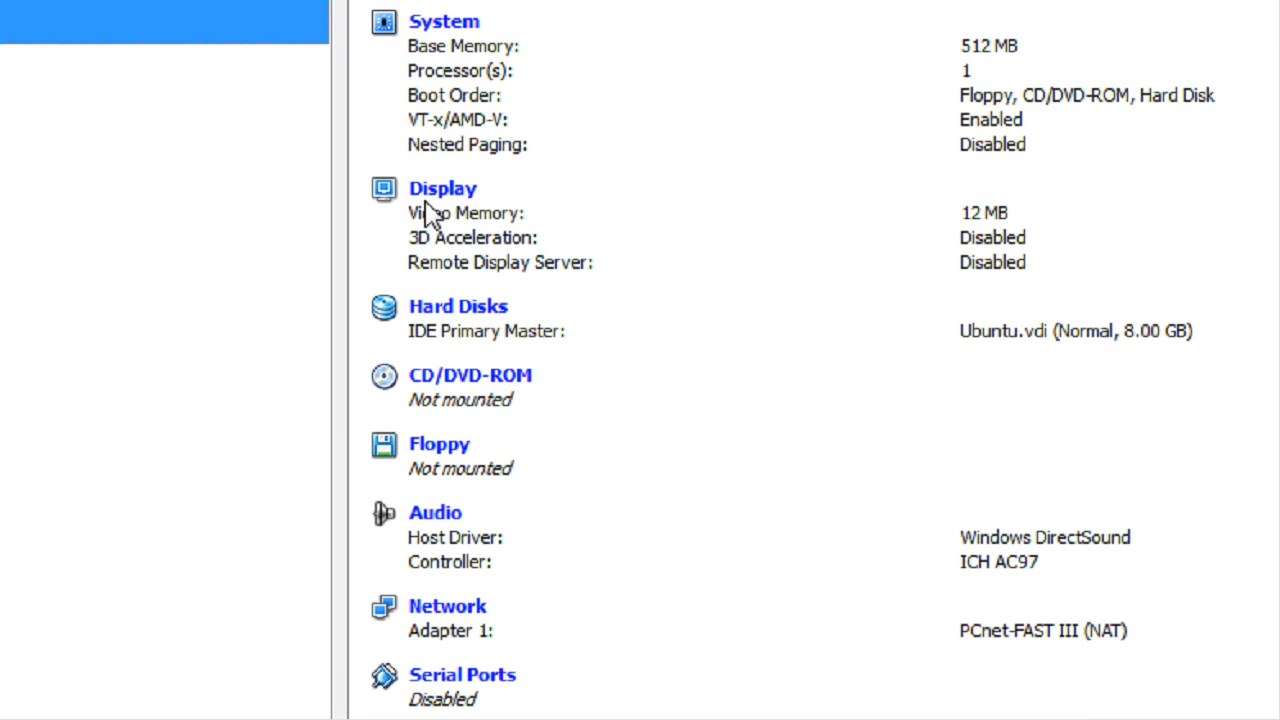 System
Base Memory: 512 MB
Processor(s): 1
Boot Order: Floppy, CD/DVD-ROM, Hard Disk
VT-x/AMD-V: Enabled
Nested Paging: Disabled
Display
Video Memory: 12 MB
3D Acceleration: Disabled
Remote Display Server: Disabled
Hard Disks
IDE Primary Master: Ubuntu.vdi (Normal, 8.00 GB)
CD/DVD-ROM
Not mounted
Floppy
Not mounted
Audio
Host Driver: Windows DirectSound
Controller: ICH AC97
Network
Adapter 1: PCnet-FAST III (NAT)
Serial Ports
Disabled